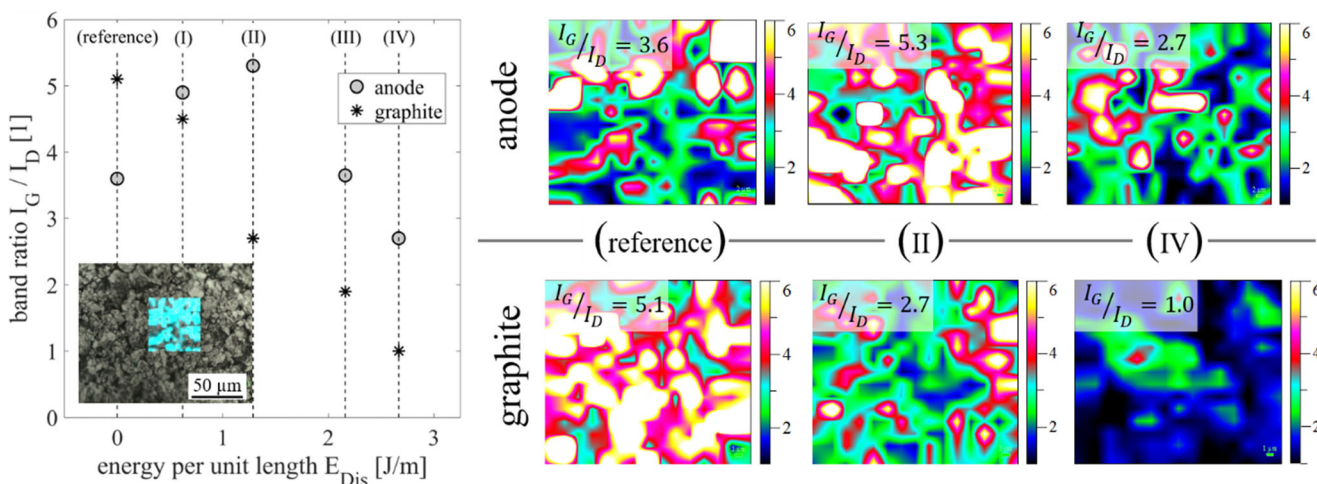 6
5
4
3
2
1
0
band ratio I_G / I_D [1]
(reference) (I) (II) (III) (IV)
anode
graphite
50 µm
0 1 2 3
energy per unit length E_Dis [J/m]
anode
I_G/I_D = 3.6
6
4
2
I_G/I_D = 5.3
6
4
2
I_G/I_D = 2.7
6
4
2
(reference) (II) (IV)
graphite
I_G/I_D = 5.1
6
4
2
I_G/I_D = 2.7
6
4
2
I_G/I_D = 1.0
6
4
2